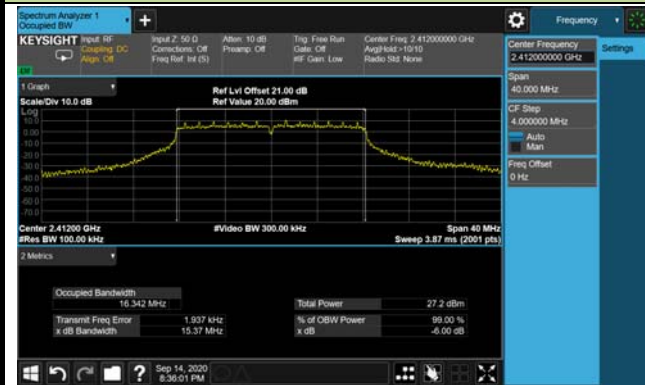 Spectrum Analyzer 1
Occupied BW
+
Frequency
KEYSIGHT
Input: RF
Coupling: DC
Align: Off
Input Z: 50 Ω
Corrections: Off
Freq Ref: Int (S)
Atten: 10 dB
Preamp: Off
Trig: Free Run
Gate: Off
#IF Gain: Low
Center Freq: 2.412000000 GHz
Avg|Hold:>10/10
Radio Std: None
Center Frequency
2.412000000 GHz
Settings
Span
40.000 MHz
CF Step
4.000000 MHz
Auto
Man
Freq Offset
0 Hz
1 Graph
Scale/Div 10.0 dB
Ref Lvl Offset 21.00 dB
Ref Value 20.00 dBm
Log
10.0
0.00
-10.0
-20.0
-30.0
-40.0
-50.0
-60.0
-70.0
Center 2.41200 GHz
#Res BW 100.00 kHz
#Video BW 300.00 kHz
Span 40 MHz
Sweep 3.87 ms (2001 pts)
2 Metrics
Occupied Bandwidth
16.342 MHz
Total Power 27.2 dBm
Transmit Freq Error 1.937 kHz
% of OBW Power 99.00 %
x dB Bandwidth 15.37 MHz
x dB -6.00 dB
?
Sep 14, 2020
8:36:01 PM